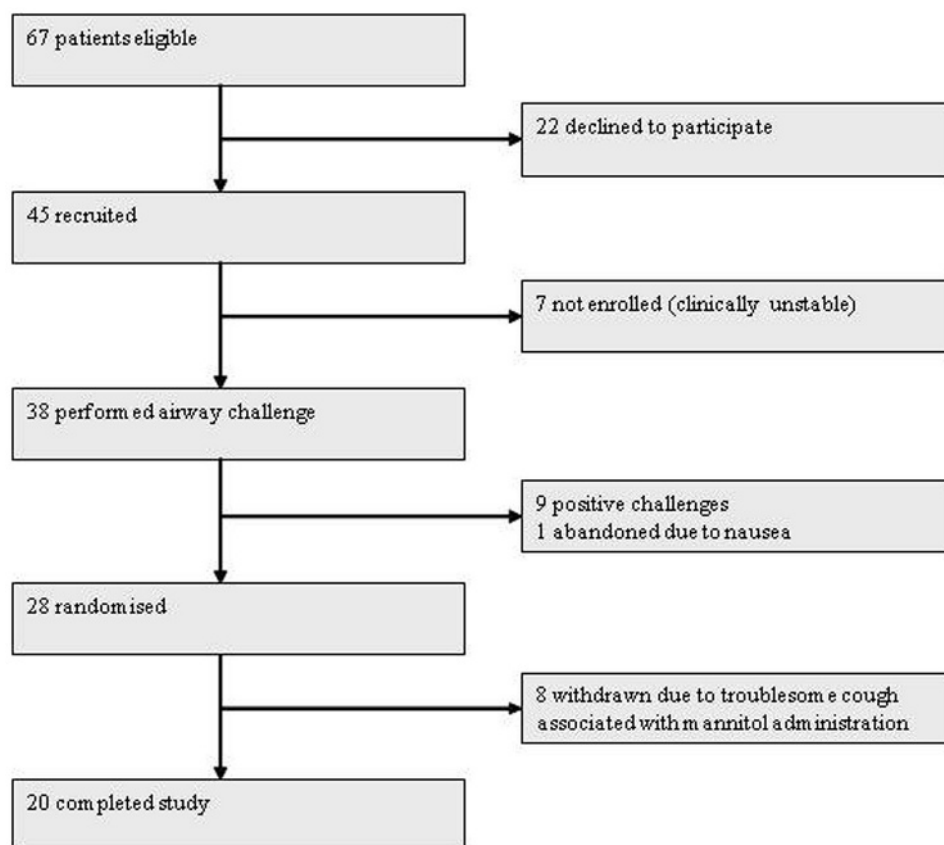 67 patients eligible
22 declined to participate
45 recruited
7 not enrolled (clinically unstable)
38 performed airway challenge
9 positive challenges
1 abandoned due to nausea
28 randomised
8 withdrawn due to troublesome cough
associated with mannitol administration
20 completed study